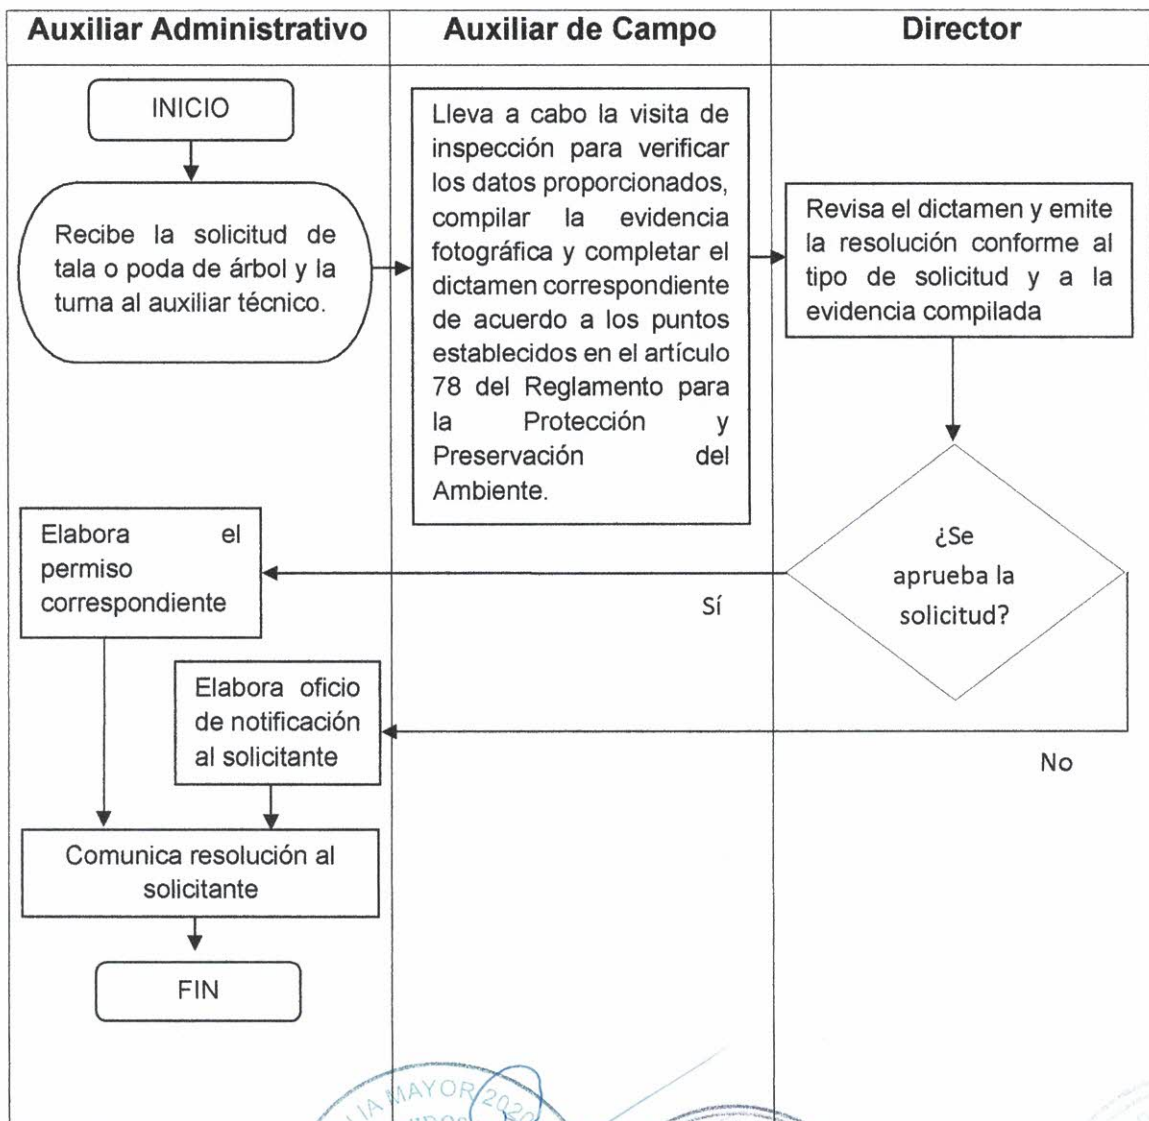 Auxiliar Administrativo
Auxiliar de Campo
Director
INICIO
Recibe la solicitud de
tala o poda de árbol y la
turna al auxiliar técnico.
Lleva a cabo la visita de
inspección para verificar
los datos proporcionados,
compilar la evidencia
fotográfica y completar el
dictamen correspondiente
de acuerdo a los puntos
establecidos en el artículo
78 del Reglamento para
la Protección y
Preservación del
Ambiente.
Revisa el dictamen y emite
la resolución conforme al
tipo de solicitud y a la
evidencia compilada
¿Se
aprueba la
solicitud?
Sí
No
Elabora el
permiso
correspondiente
Elabora oficio
de notificación
al solicitante
Comunica resolución al
solicitante
FIN
MAYOR 2020